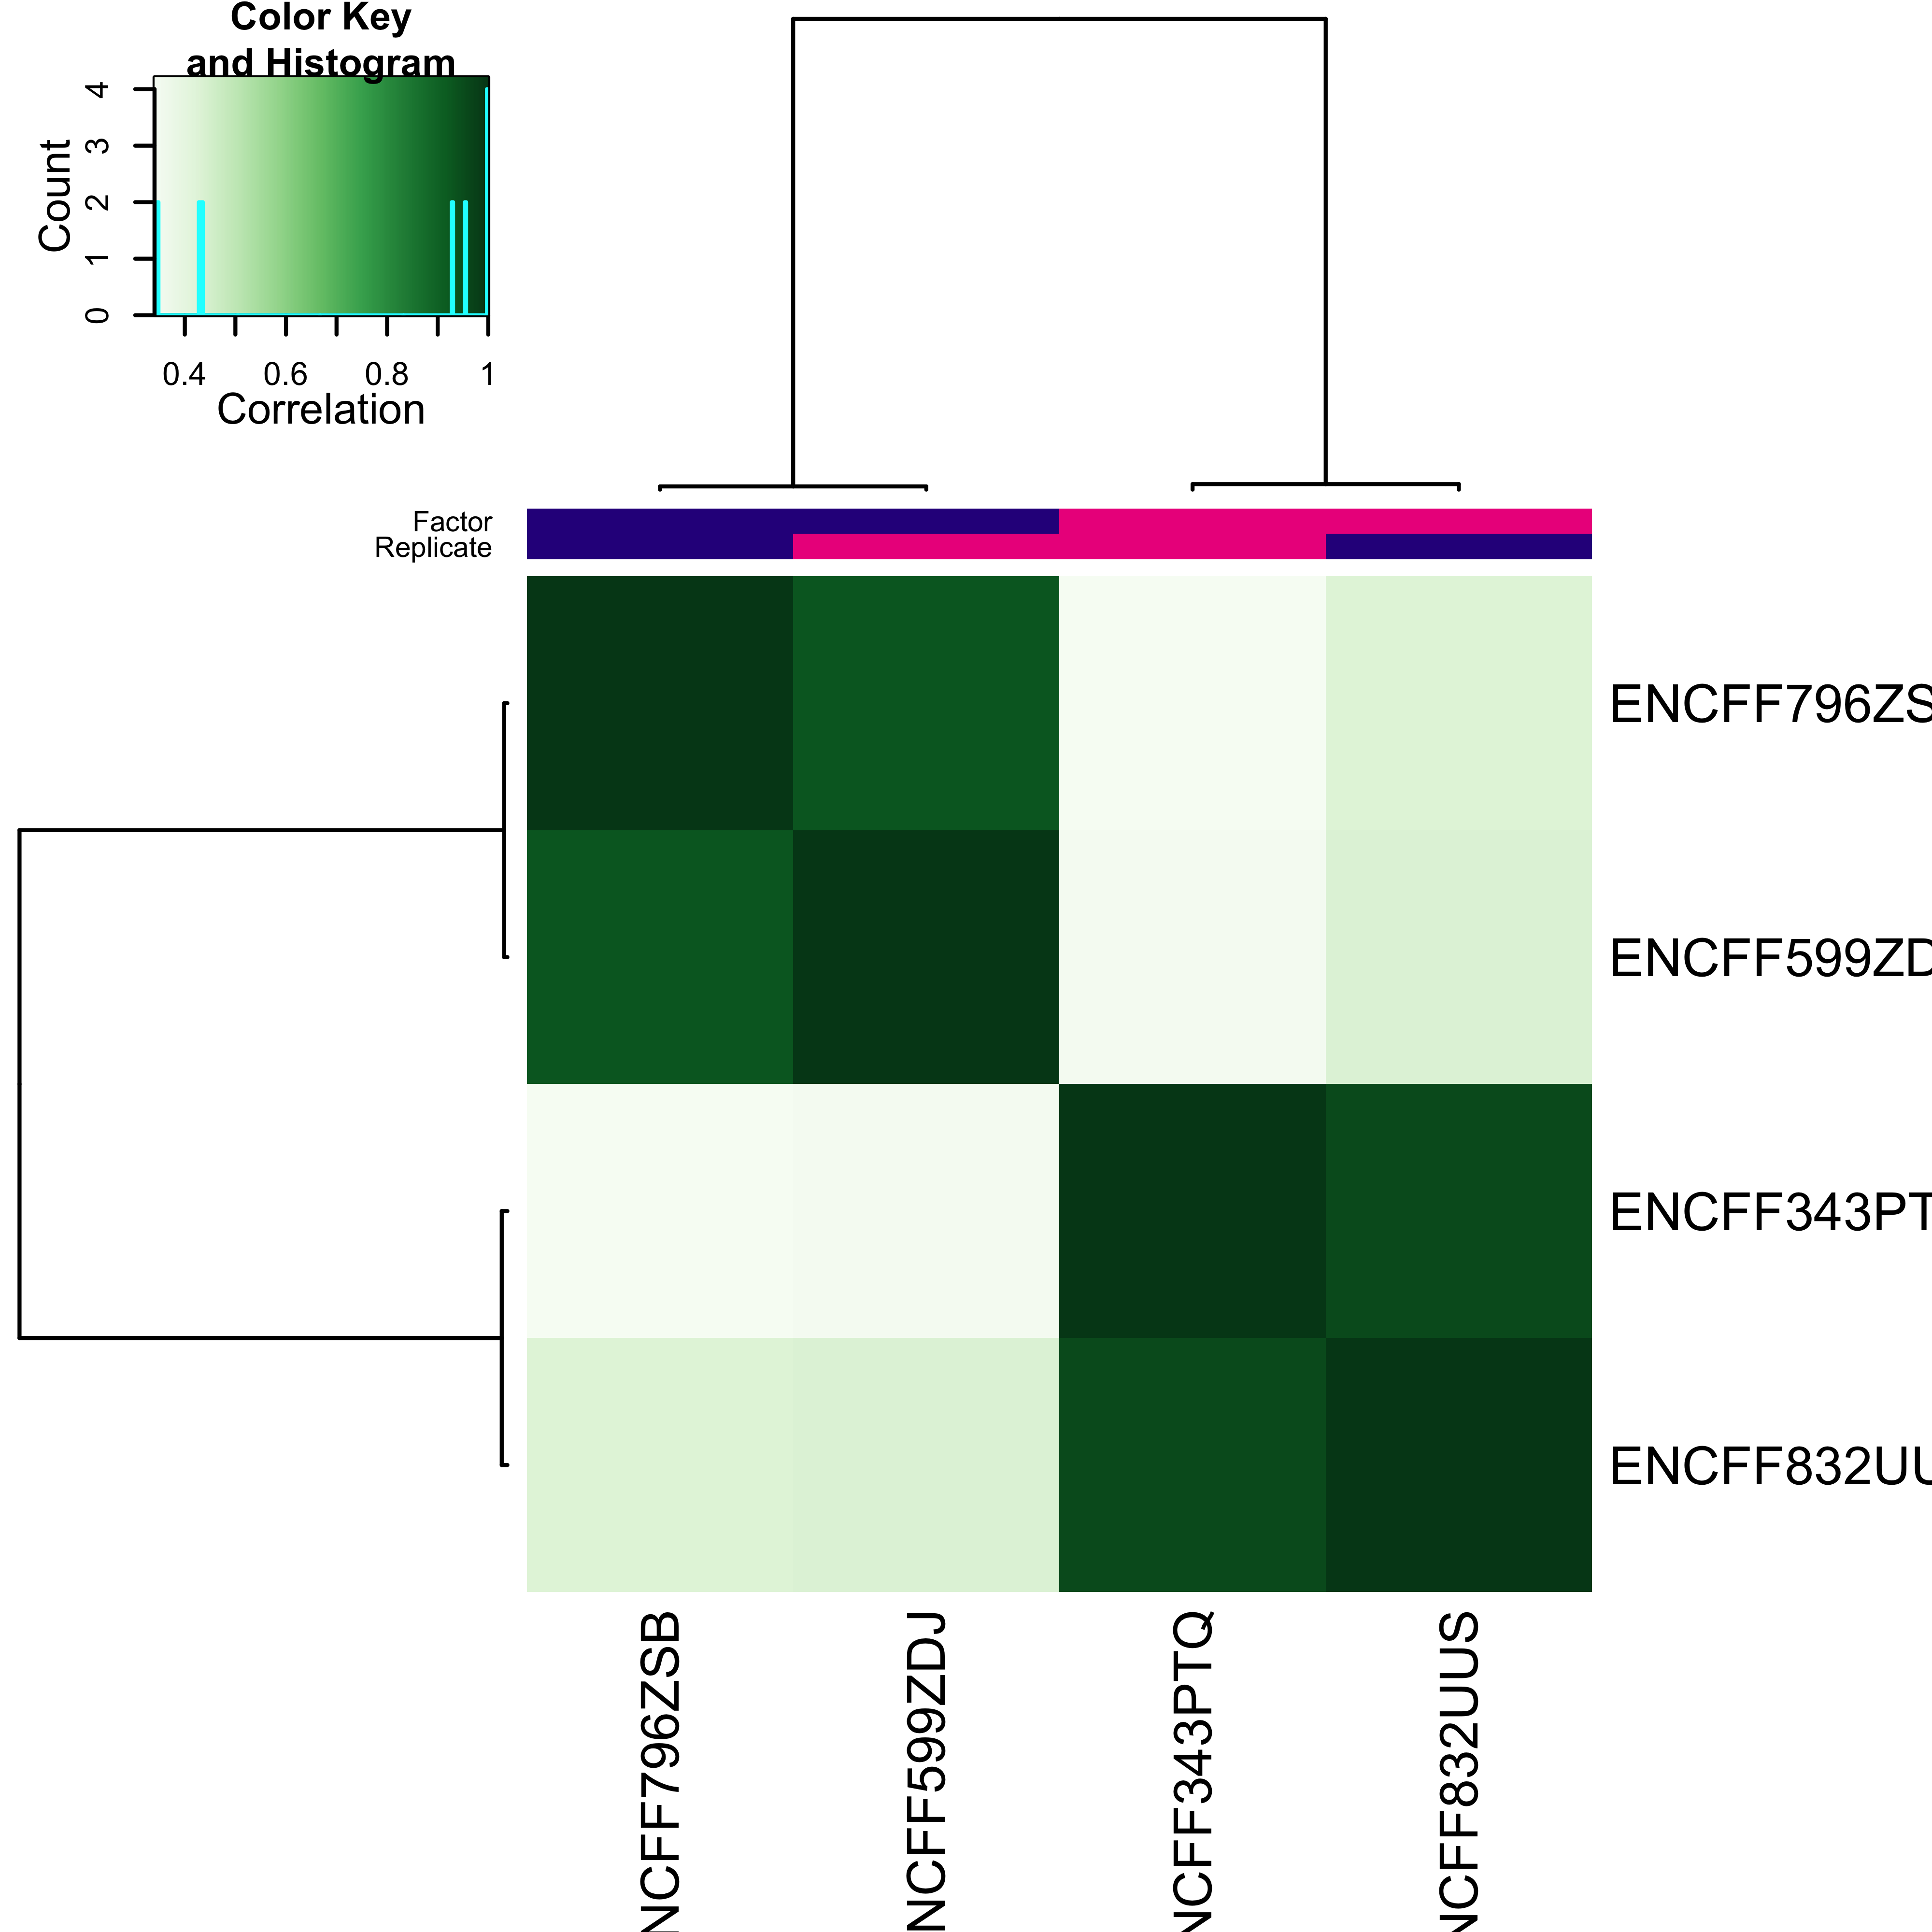 Color Key
and Histogram
Count
0 1 2 3 4
0.4 0.6 0.8 1
Correlation
Factor
Replicate
ENCFF796ZS
ENCFF599ZD
ENCFF343PT
ENCFF832UU
NCFF796ZSB
NCFF599ZDJ
NCFF343PTQ
NCFF832UUS